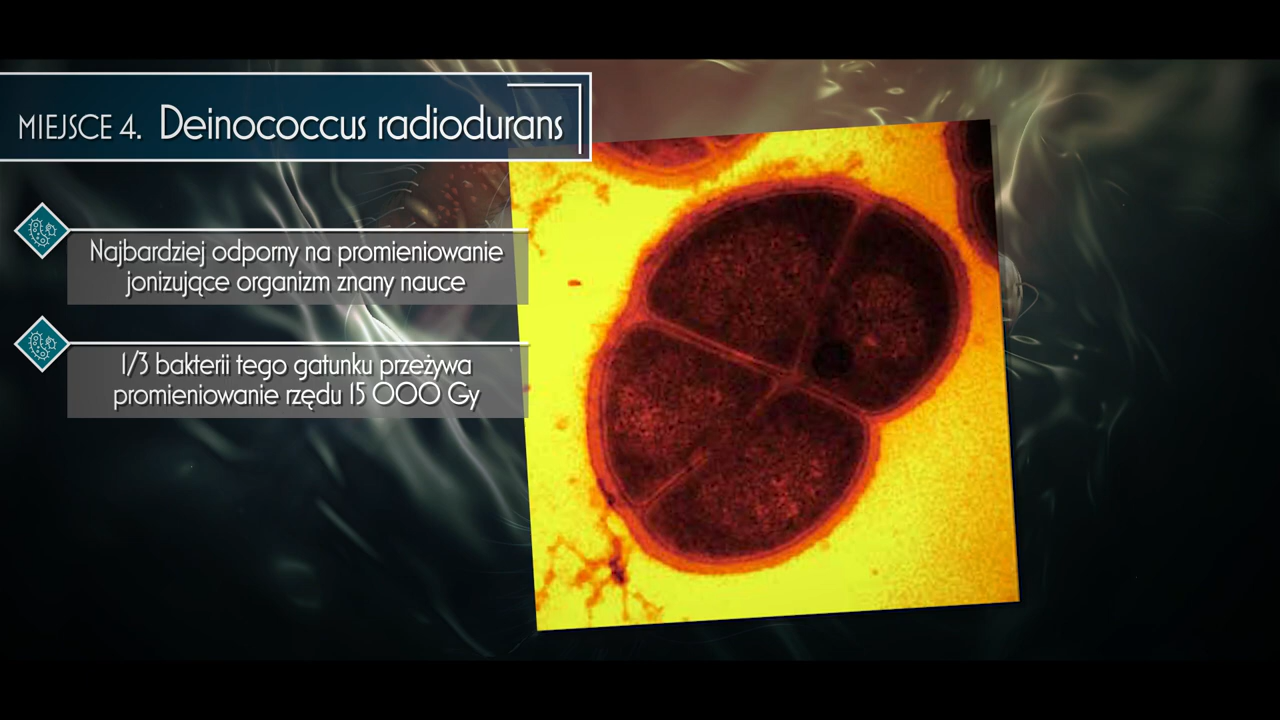 MIEJSCE 4. Deinococcus radiodurans
Najbardziej odporny na promieniowanie
jonizujące organizm znany nauce
1/3 bakterii tego gatunku przeżywa
promieniowanie rzędu 15 000 Gy